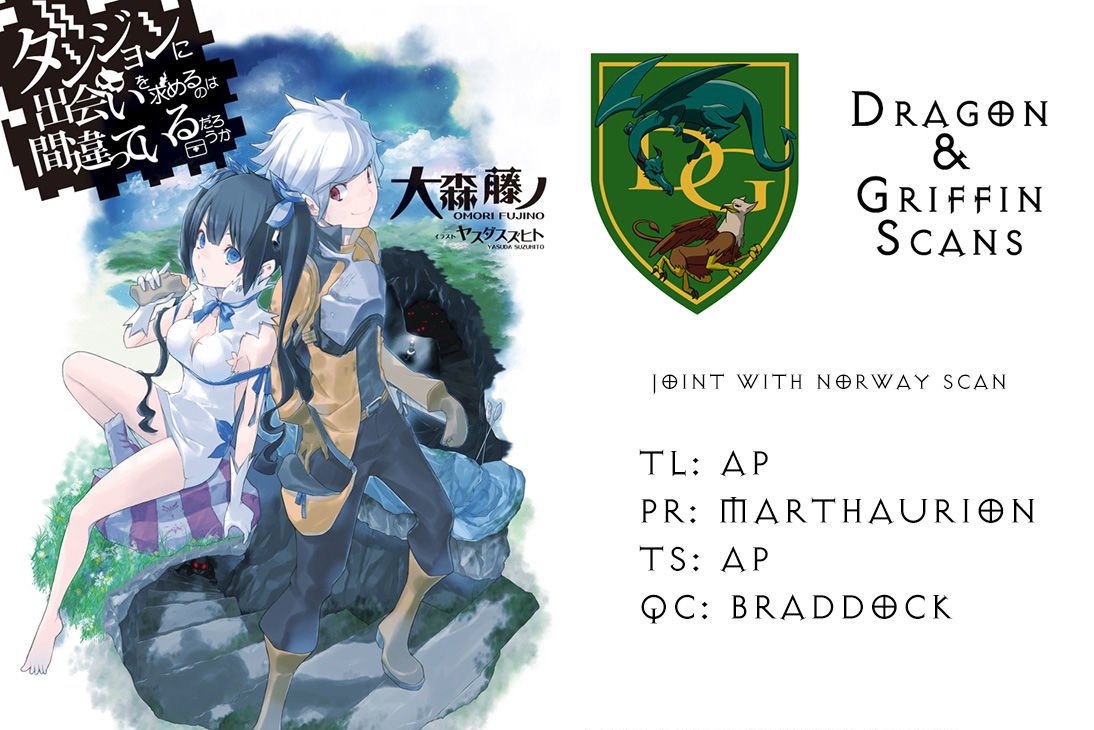 ダンジョンに
出会いを求めるのは
間違っているだろうか
大森藤ノ
OMORI FUJINO
イラスト ヤスダスズヒト
YASUDA SUZUHITO
DG
DRAGON
&
GRIFFIN
SCANS
JOINT WITH NORWAY SCAN
TL: AP
PR: MARTHAURION
TS: AP
QC: BRADDOCK